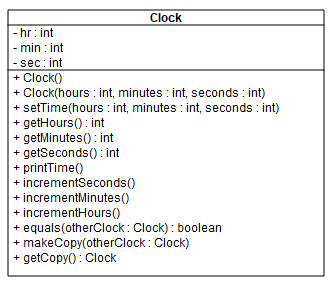 Clock
- hr : int
- min : int
- sec : int
+ Clock()
+ Clock(hours : int, minutes : int, seconds : int)
+ setTime(hours : int, minutes : int, seconds : int)
+ getHours() : int
+ getMinutes() : int
+ getSeconds() : int
+ printTime()
+ incrementSeconds()
+ incrementMinutes()
+ incrementHours()
+ equals(otherClock : Clock) : boolean
+ makeCopy(otherClock : Clock)
+ getCopy() : Clock